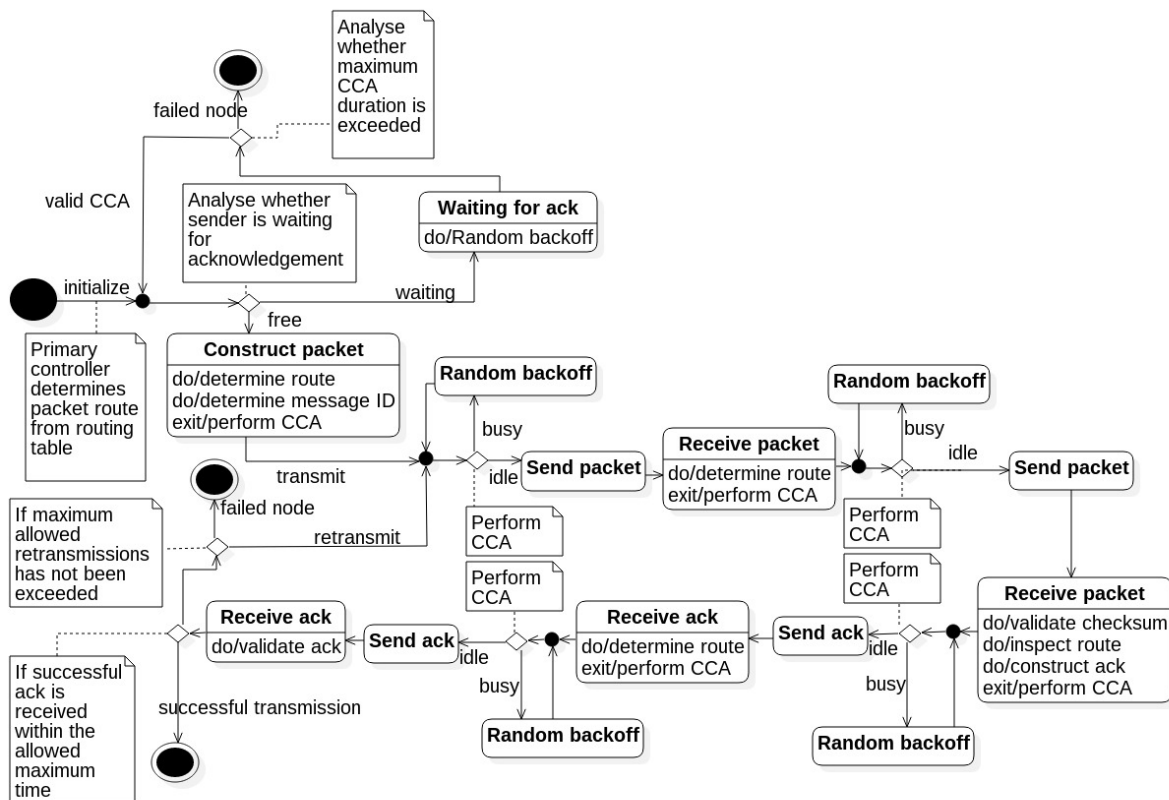 Analyse
whether
maximum
CCA
duration is
exceeded
failed node
valid CCA
Analyse whether
sender is waiting
for
acknowledgement
Waiting for ack
do/Random backoff
initialize
waiting
free
Primary
controller
determines
packet route
from routing
table
Construct packet
do/determine route
do/determine message ID
exit/perform CCA
Random backoff
busy
transmit
idle
Send packet
Receive packet
do/determine route
exit/perform CCA
Random backoff
busy
idle
Send packet
failed node
retransmit
If maximum
allowed
retransmissions
has not been
exceeded
Perform
CCA
Perform
CCA
Perform
CCA
Perform
CCA
Receive packet
do/validate checksum
do/inspect route
do/construct ack
exit/perform CCA
Send ack
idle
busy
Random backoff
Receive ack
do/determine route
exit/perform CCA
Send ack
idle
busy
Random backoff
Receive ack
do/validate ack
If successful
ack is
received
within the
allowed
maximum
time
successful transmission